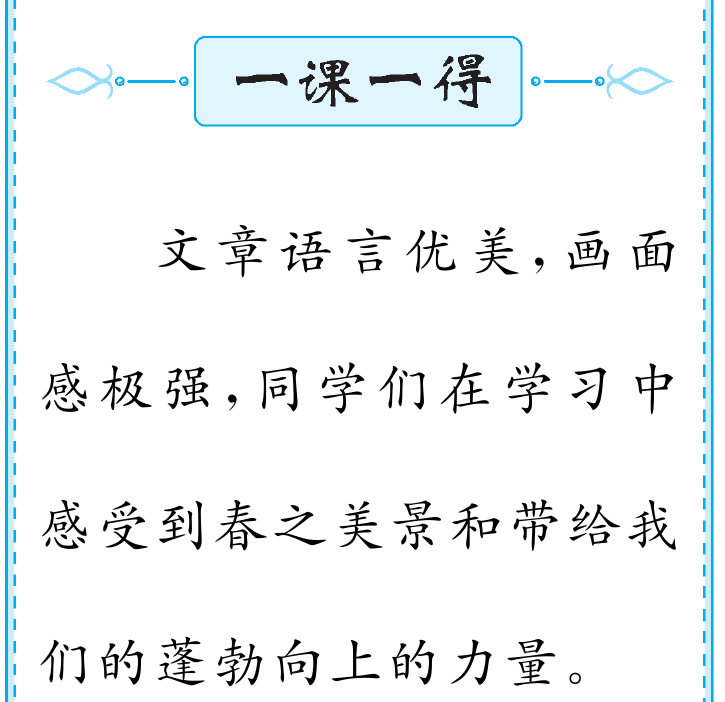 一课一得
文章语言优美,画面
感极强,同学们在学习中
感受到春之美景和带给我
们的蓬勃向上的力量。